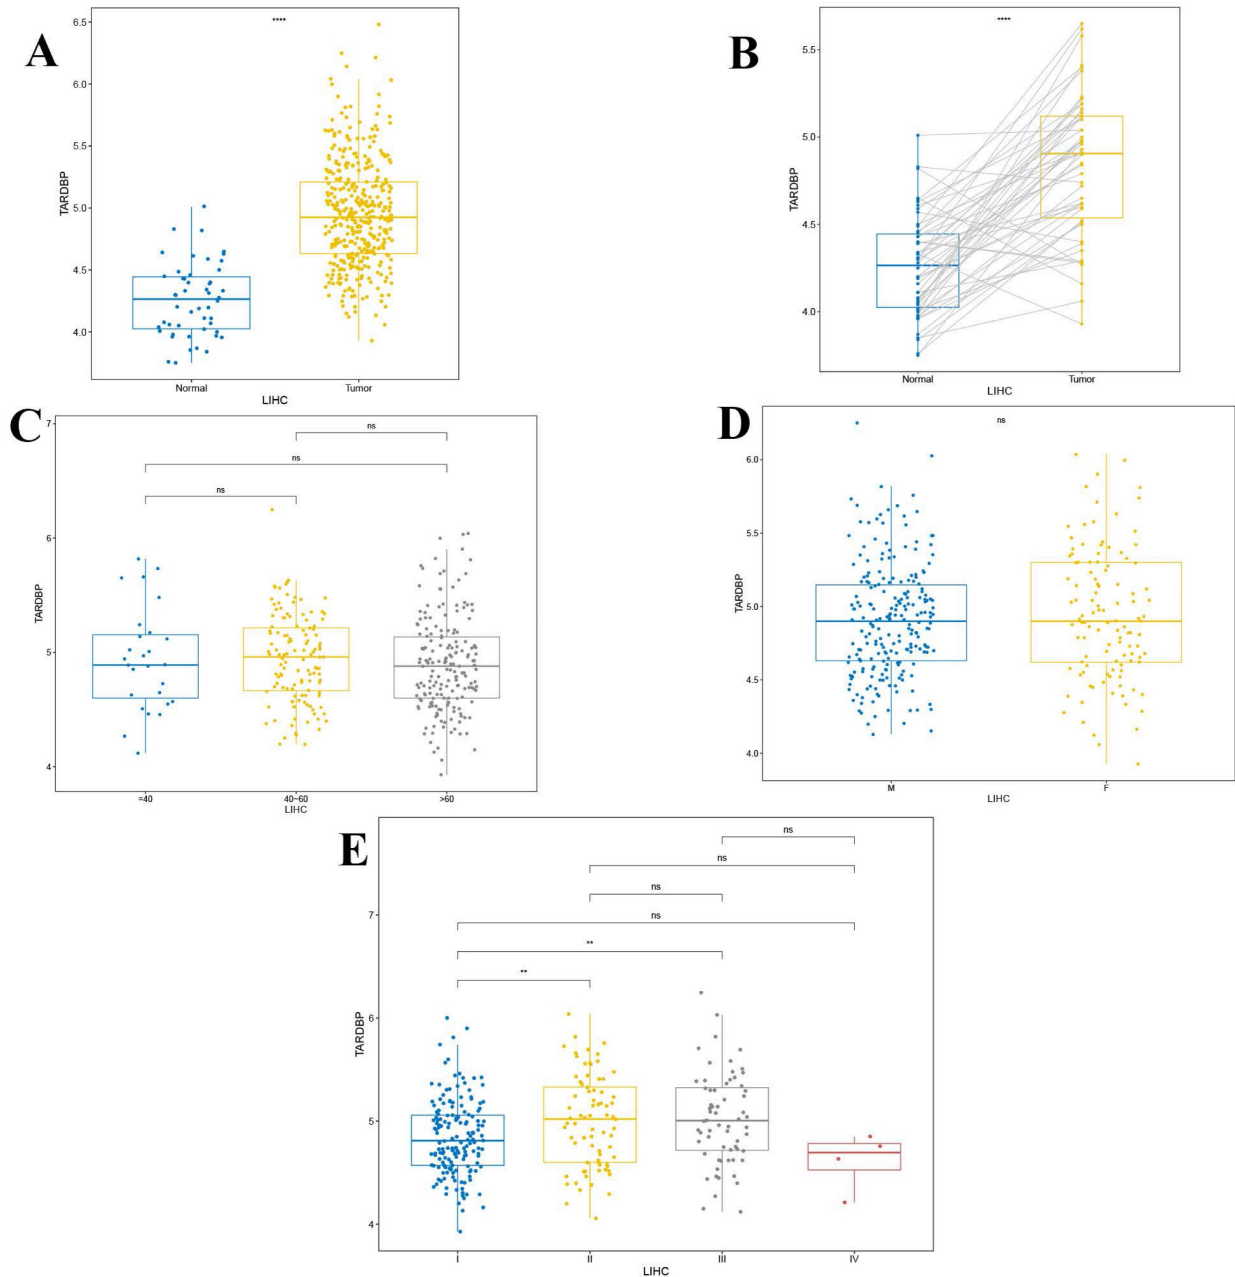 A
TARDBP
6.5
6.0
5.5
5.0
4.5
4.0
****
Normal
Tumor
LIHC
B
TARDBP
5.5
5.0
4.5
4.0
****
Normal
Tumor
LIHC
C
TARDBP
7
6
5
4
ns
ns
ns
=40
40~60
>60
LIHC
D
TARDBP
6.0
5.5
5.0
4.5
4.0
ns
M
F
LIHC
E
TARDBP
7
6
5
4
ns
ns
ns
ns
**
**
I
II
III
IV
LIHC